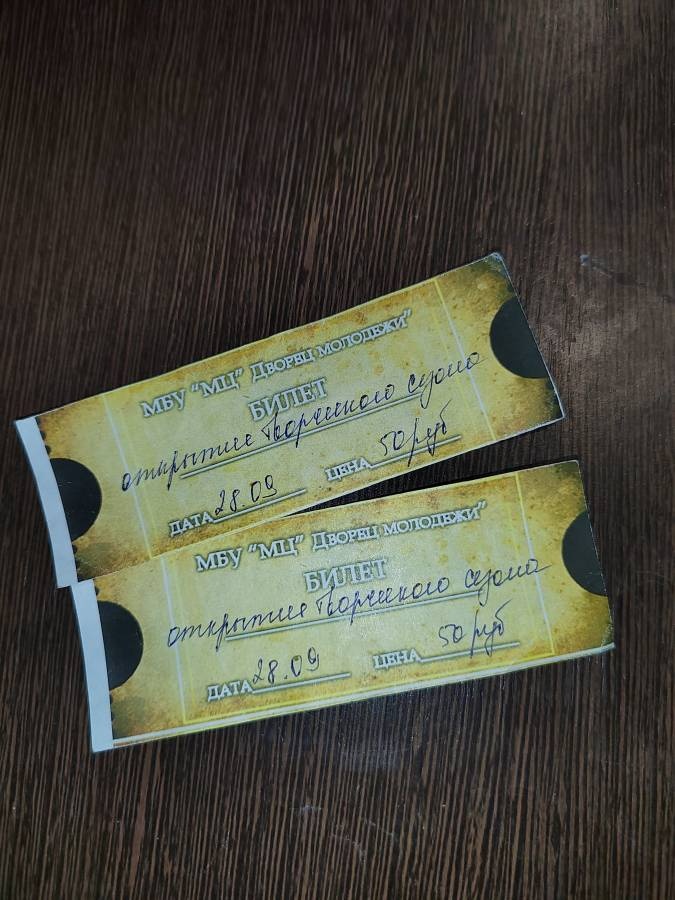 МБУ "МЦ" Дворец молодежи"
БИЛЕТ
открытие творческого сезона
ДАТА 28.09 ЦЕНА 50 руб
МБУ "МЦ" Дворец молодежи"
БИЛЕТ
открытие творческого сезона
ДАТА 28.09 ЦЕНА 50 руб